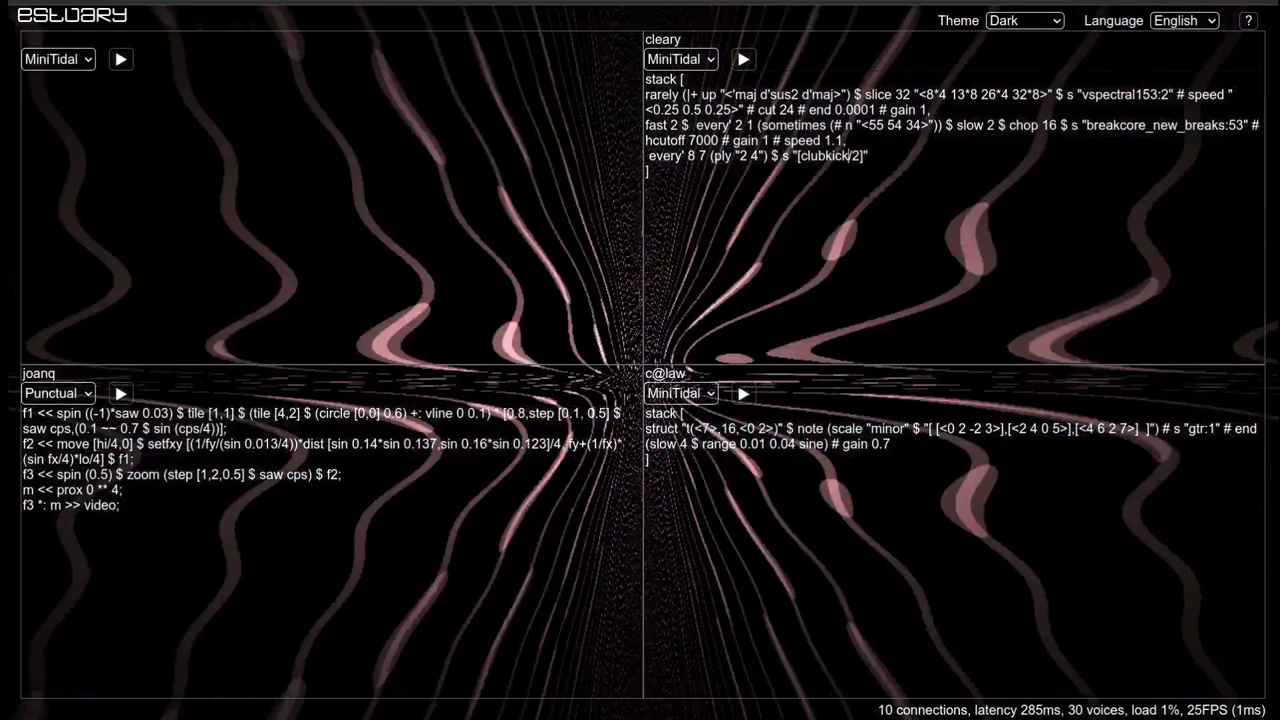 estuary
Theme Dark Language English ?
MiniTidal
cleary
MiniTidal
stack [
rarely (|+ up "<'maj d'sus2 d'maj>") $ slice 32 "<8*4 13*8 26*4 32*8>" $ s "vspectral153:2" # speed "
<0.25 0.5 0.25>" # cut 24 # end 0.0001 # gain 1,
fast 2 $ every' 2 1 (sometimes (# n "<55 54 34>")) $ slow 2 $ chop 16 $ s "breakcore_new_breaks:53" #
hcutoff 7000 # gain 1 # speed 1.1,
every' 8 7 (ply "2 4") $ s "[clubkick/2]"
]
joanq
Punctual
f1 << spin ((-1)*saw 0.03) $ tile [1,1] $ (tile [4,2] $ (circle [0,0] 0.6) +: vline 0 0.1) * [0.8,step [0.1, 0.5] $
saw cps,(0.1 ~~ 0.7 $ sin (cps/4))];
f2 << move [hi/4,0] $ setfxy [(1/fy/(sin 0.013/4))*dist [sin 0.14*sin 0.137,sin 0.16*sin 0.123]/4, fy+(1/fx)*
(sin fx/4)*lo/4] $ f1;
f3 << spin (0.5) $ zoom (step [1,2,0.5] $ saw cps) $ f2;
m << prox 0 ** 4;
f3 *: m >> video;
c@law
MiniTidal
stack [
struct "t(<7>,16,<0 2>)" $ note (scale "minor" $ "[ [<0 2 -2 3>],[<2 4 0 5>],[<4 6 2 7>] ]") # s "gtr:1" # end
(slow 4 $ range 0.01 0.04 sine) # gain 0.7
]
10 connections, latency 285ms, 30 voices, load 1%, 25FPS (1ms)